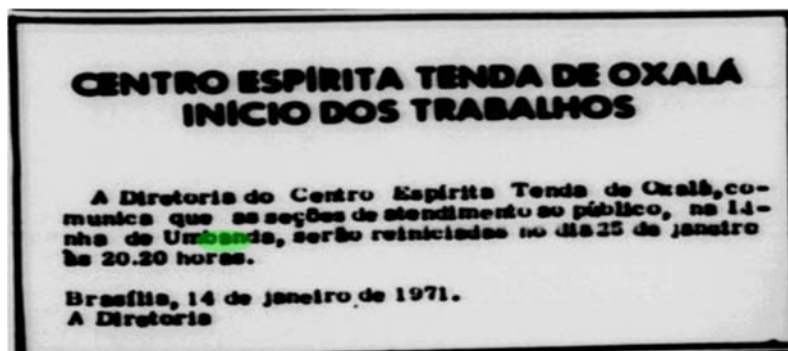 CENTRO ESPÍRITA TENDA DE OXALÁ
INÍCIO DOS TRABALHOS
A Diretoria do Centro Espírita Tenda de Oxalá, co-
munica que as seções de atendimento ao público, na Li-
nha de Umbanda, serão reiniciadas no dia 25 de janeiro
às 20.20 horas.
Brasília, 14 de janeiro de 1971.
A Diretoria